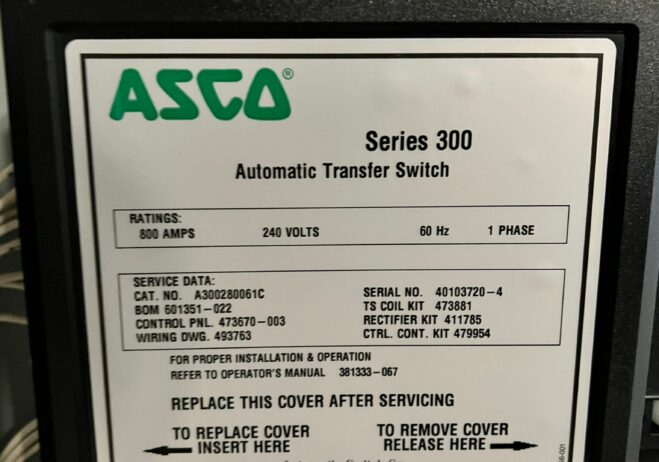 ASCO®
Series 300
Automatic Transfer Switch
RATINGS:
800 AMPS 240 VOLTS 60 Hz 1 PHASE
SERVICE DATA:
CAT. NO. A300280061C
BOM 601351-022
CONTROL PNL. 473670-003
WIRING DWG. 493763
SERIAL NO. 40103720-4
TS COIL KIT 473881
RECTIFIER KIT 411785
CTRL. CONT. KIT 479954
FOR PROPER INSTALLATION & OPERATION
REFER TO OPERATOR'S MANUAL 381333-067
REPLACE THIS COVER AFTER SERVICING
TO REPLACE COVER
INSERT HERE
TO REMOVE COVER
RELEASE HERE